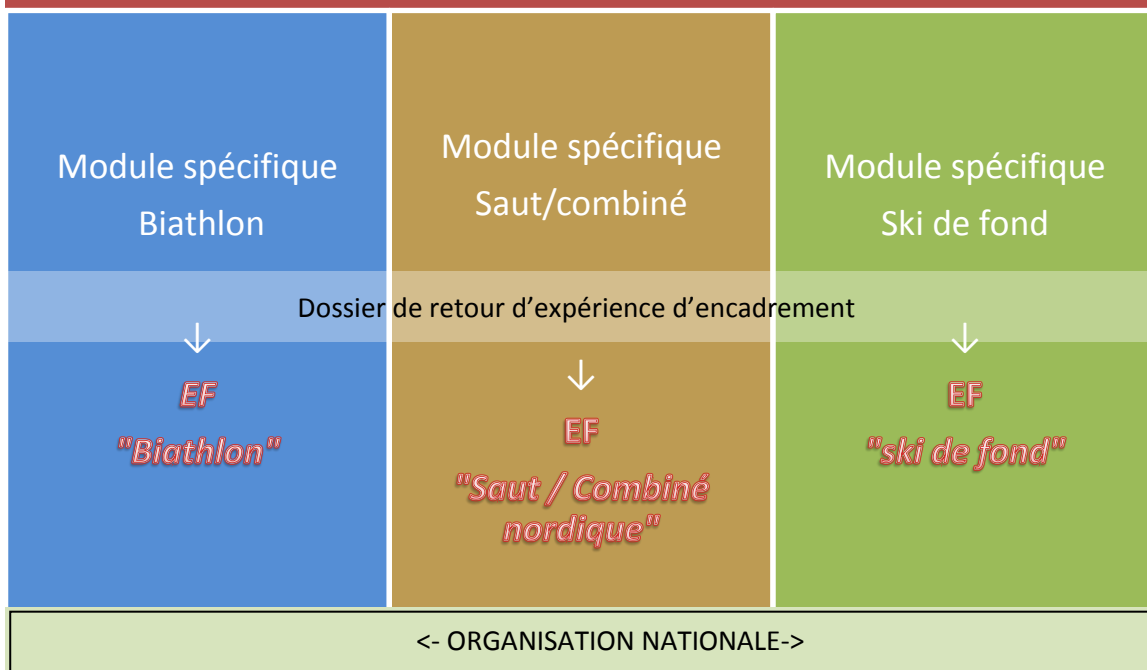 Module spécifique
Biathlon
Module spécifique
Saut/combiné
Module spécifique
Ski de fond
Dossier de retour d’expérience d’encadrement
↓
EF
"Biathlon"
↓
EF
"Saut / Combiné
nordique"
↓
EF
"ski de fond"
<- ORGANISATION NATIONALE->